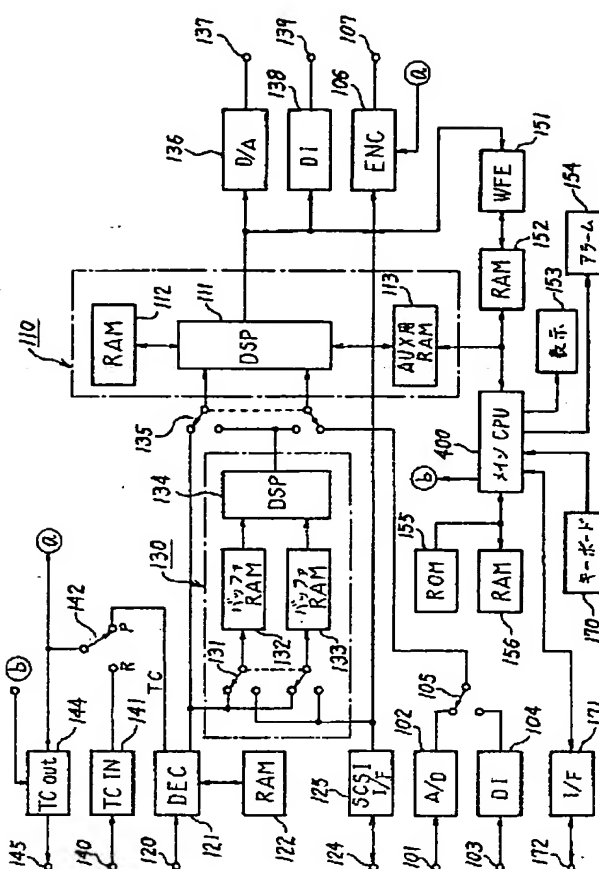 137
139
107
136
D/A
138
DI
106
ENC
ⓐ
151
WFE
154
アラーム
152
RAM
153
表示
110
112
RAM
111
DSP
113
AUX用
RAM
135
134
DSP
130
バッファ
RAM
132
バッファ
RAM
133
131
400
メインCPU
ⓑ
155
ROM
RAM
156
キーボード
170
ⓐ
142
P
R
TC
ⓑ
144
TC out
145
141
TC IN
140
121
DEC
120
RAM
122
125
SCSI
I/F
124
105
102
A/D
101
104
DI
103
171
I/F
172